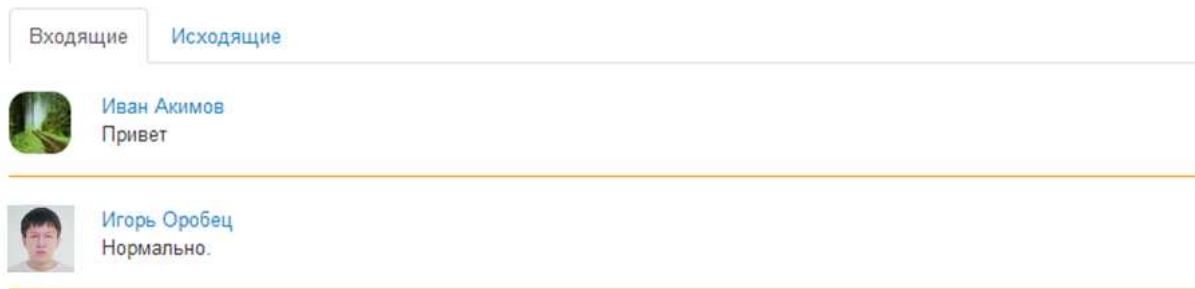 Входящие Исходящие
Иван Акимов
Привет
Игорь Оробец
Нормально.